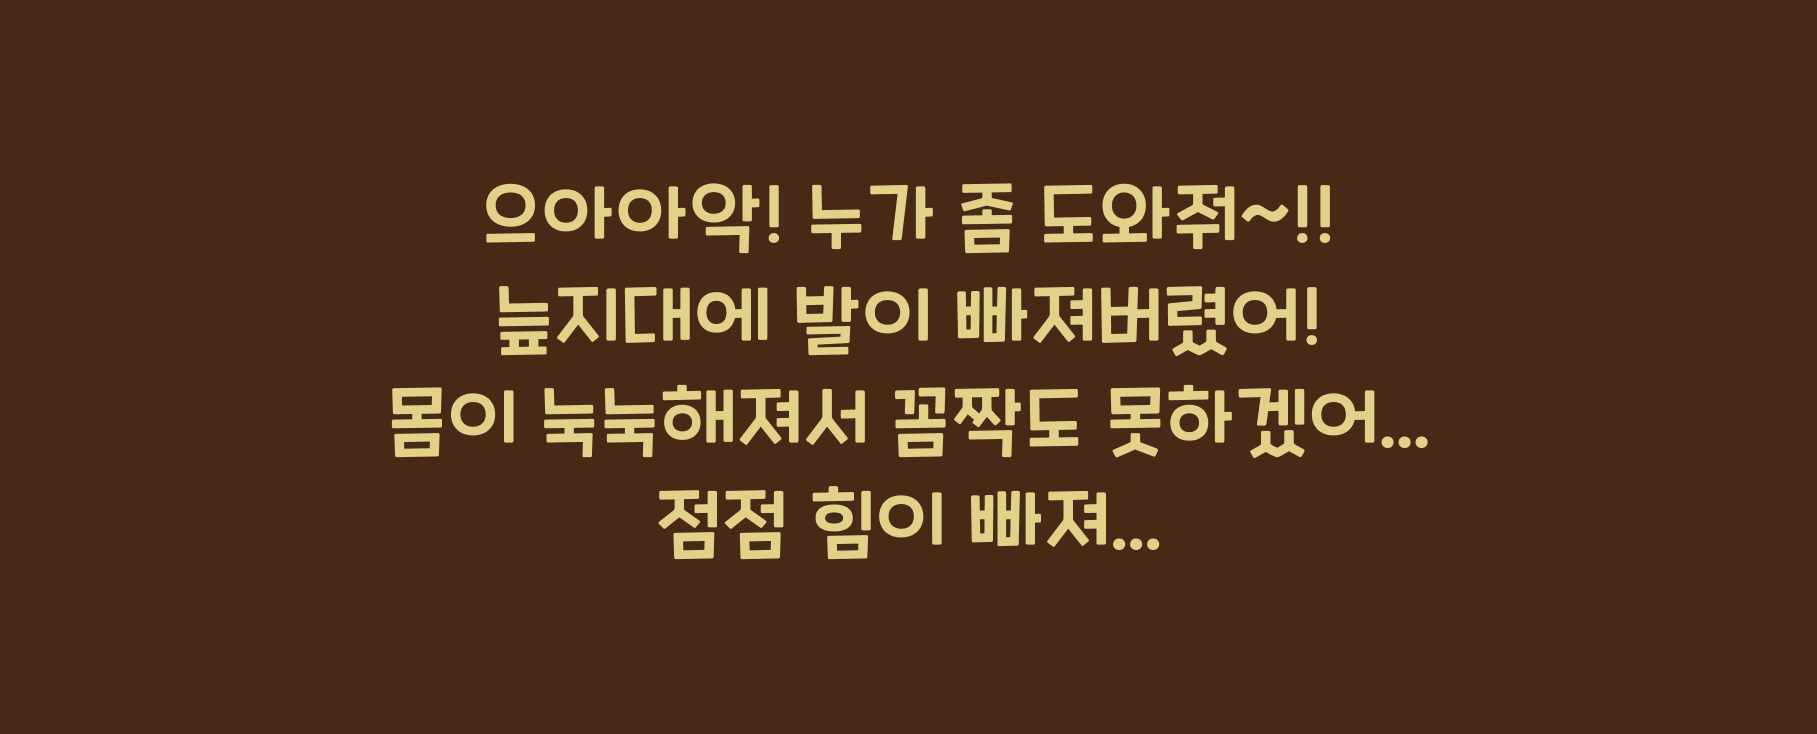 으아아악! 누가 좀 도와줘~!!
늪지대에 발이 빠져버렸어!
몸이 눅눅해져서 꼼짝도 못하겠어...
점점 힘이 빠져...